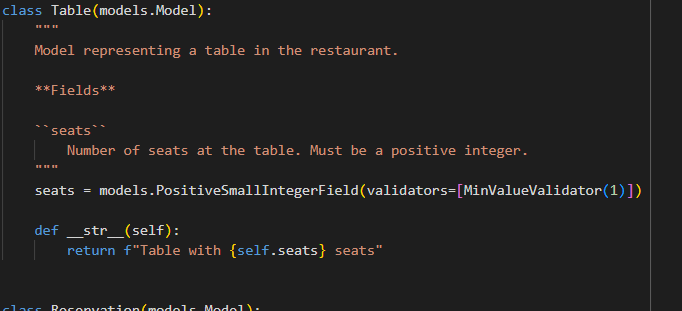 class Table(models.Model):
"""
Model representing a table in the restaurant.
**Fields**
``seats``
Number of seats at the table. Must be a positive integer.
"""
seats = models.PositiveSmallIntegerField(validators=[MinValueValidator(1)])
def __str__(self):
return f"Table with {self.seats} seats"
class Reservation(models.Model):